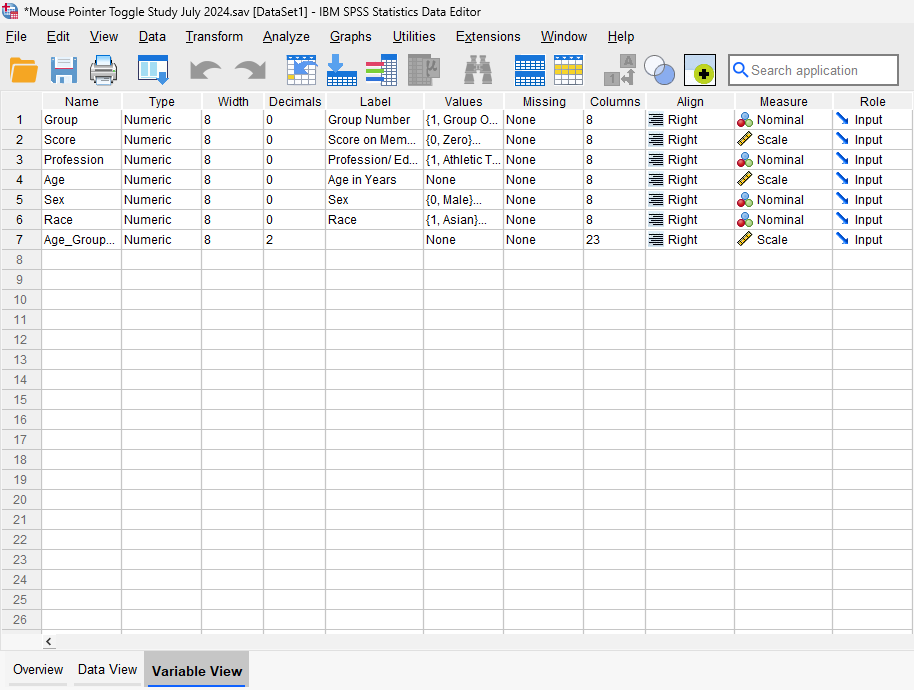 *Mouse Pointer Toggle Study July 2024.sav [DataSet1] - IBM SPSS Statistics Data Editor
File Edit View Data Transform Analyze Graphs Utilities Extensions Window Help
Search application
Name Type Width Decimals Label Values Missing Columns Align Measure Role
1 Group Numeric 8 0 Group Number {1, Group O... None 8 Right Nominal Input
2 Score Numeric 8 0 Score on Mem... {0, Zero}... None 8 Right Scale Input
3 Profession Numeric 8 0 Profession/ Ed... {1, Athletic T... None 8 Right Nominal Input
4 Age Numeric 8 0 Age in Years None None 8 Right Scale Input
5 Sex Numeric 8 0 Sex {0, Male}... None 8 Right Nominal Input
6 Race Numeric 8 0 Race {1, Asian}... None 8 Right Nominal Input
7 Age_Group... Numeric 8 2 None None 23 Right Scale Input
8
9
10
11
12
13
14
15
16
17
18
19
20
21
22
23
24
25
26
Overview Data View Variable View